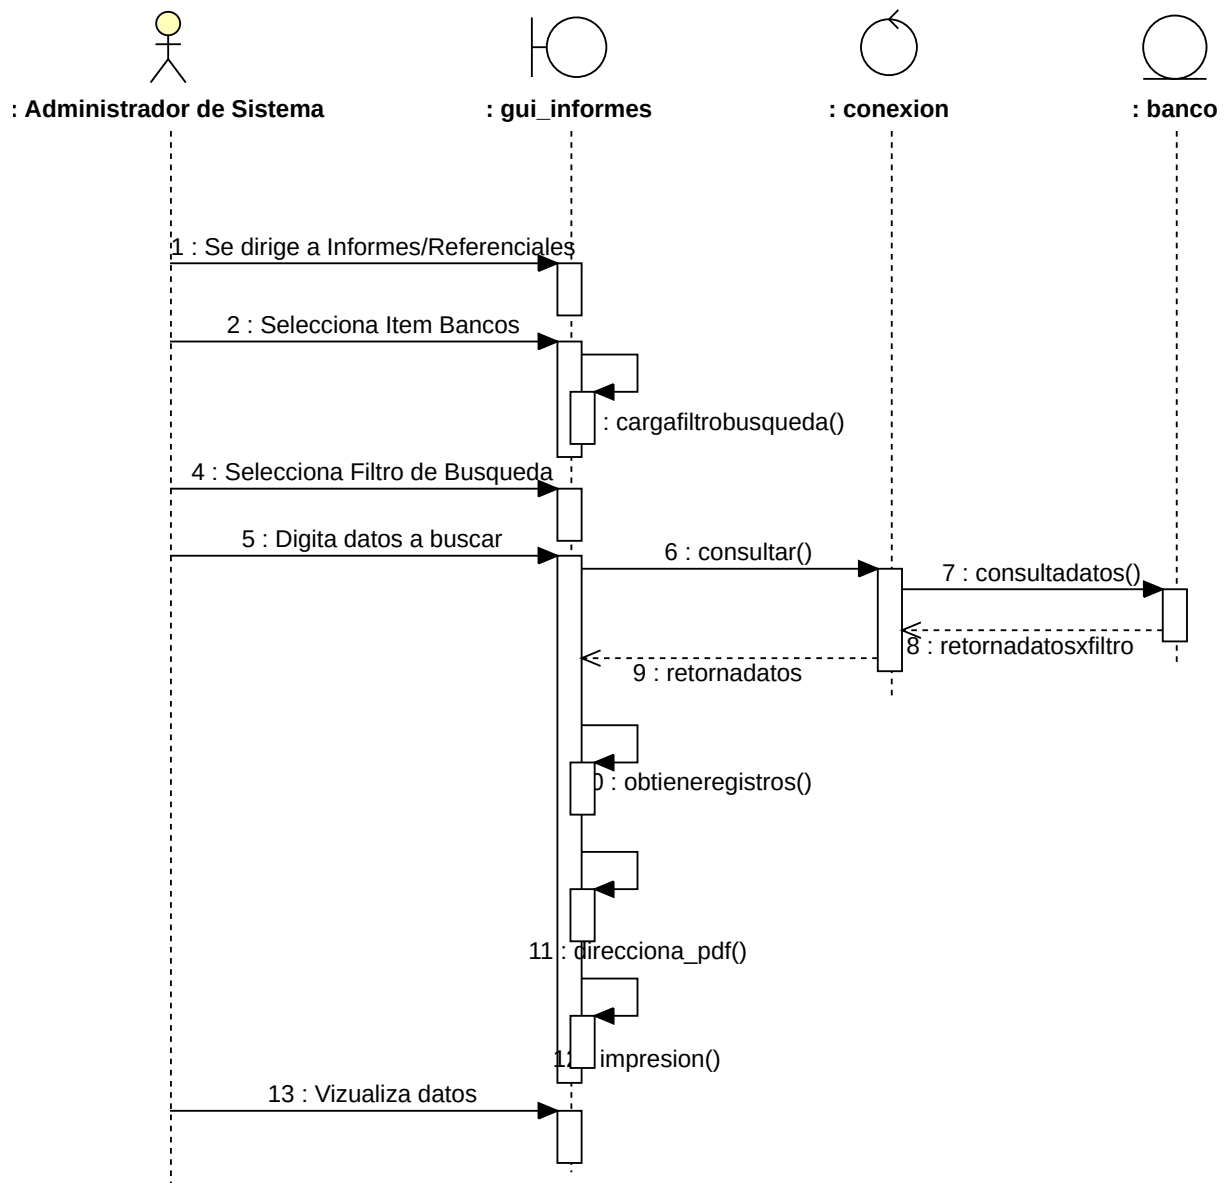 : Administrador de Sistema
: gui_informes
: conexion
: banco
1 : Se dirige a Informes/Referenciales
2 : Selecciona Item Bancos
: cargafiltrobusqueda()
4 : Selecciona Filtro de Busqueda
5 : Digita datos a buscar
6 : consultar()
7 : consultadatos()
8 : retornadatosxfiltro
9 : retornadatos
: obtieneregistros()
11 : direcciona_pdf()
impresion()
13 : Vizualiza datos